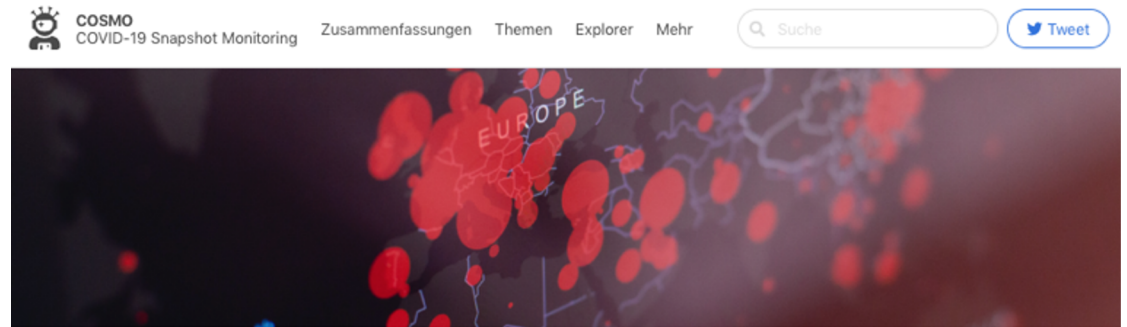 COSMO
COVID-19 Snapshot Monitoring
Zusammenfassungen Themen Explorer Mehr
Suche
Tweet
EUROPE